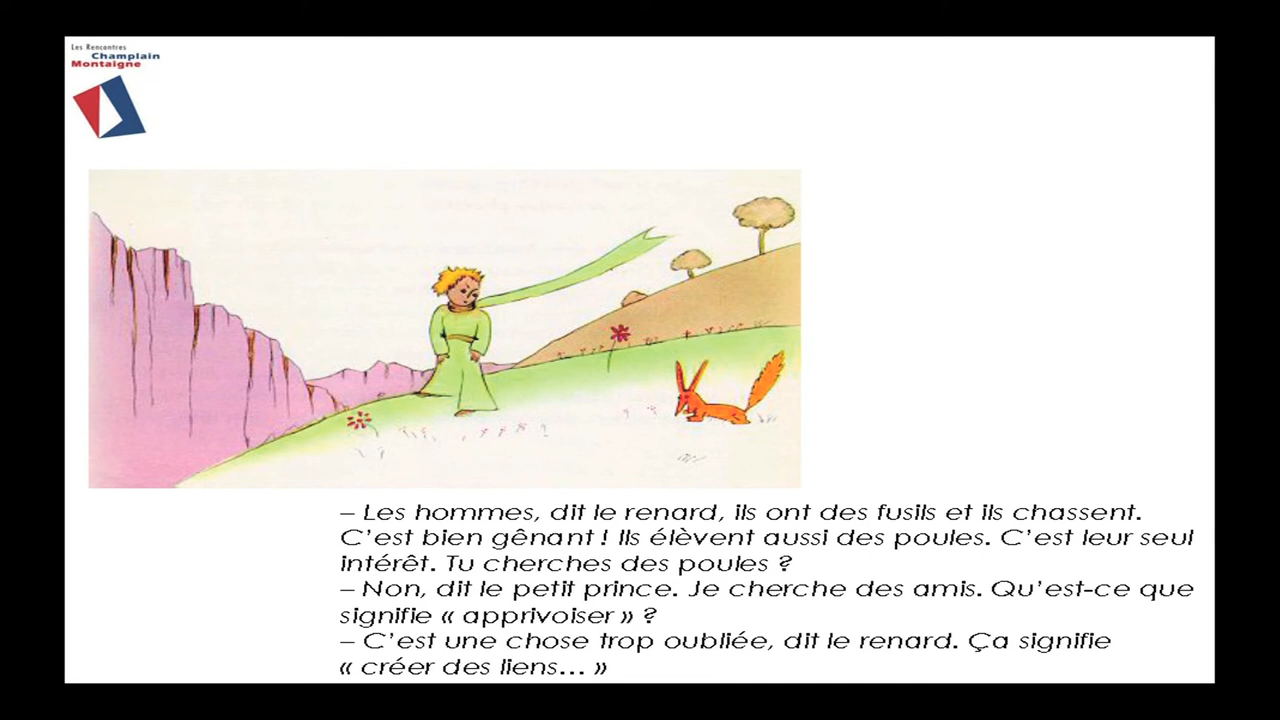 Les Rencontres
Champlain
Montaigne
– Les hommes, dit le renard, ils ont des fusils et ils chassent.
C’est bien gênant ! Ils élèvent aussi des poules. C’est leur seul
intérêt. Tu cherches des poules ?
– Non, dit le petit prince. Je cherche des amis. Qu’est-ce que
signifie « apprivoiser » ?
– C’est une chose trop oubliée, dit le renard. Ça signifie
« créer des liens… »